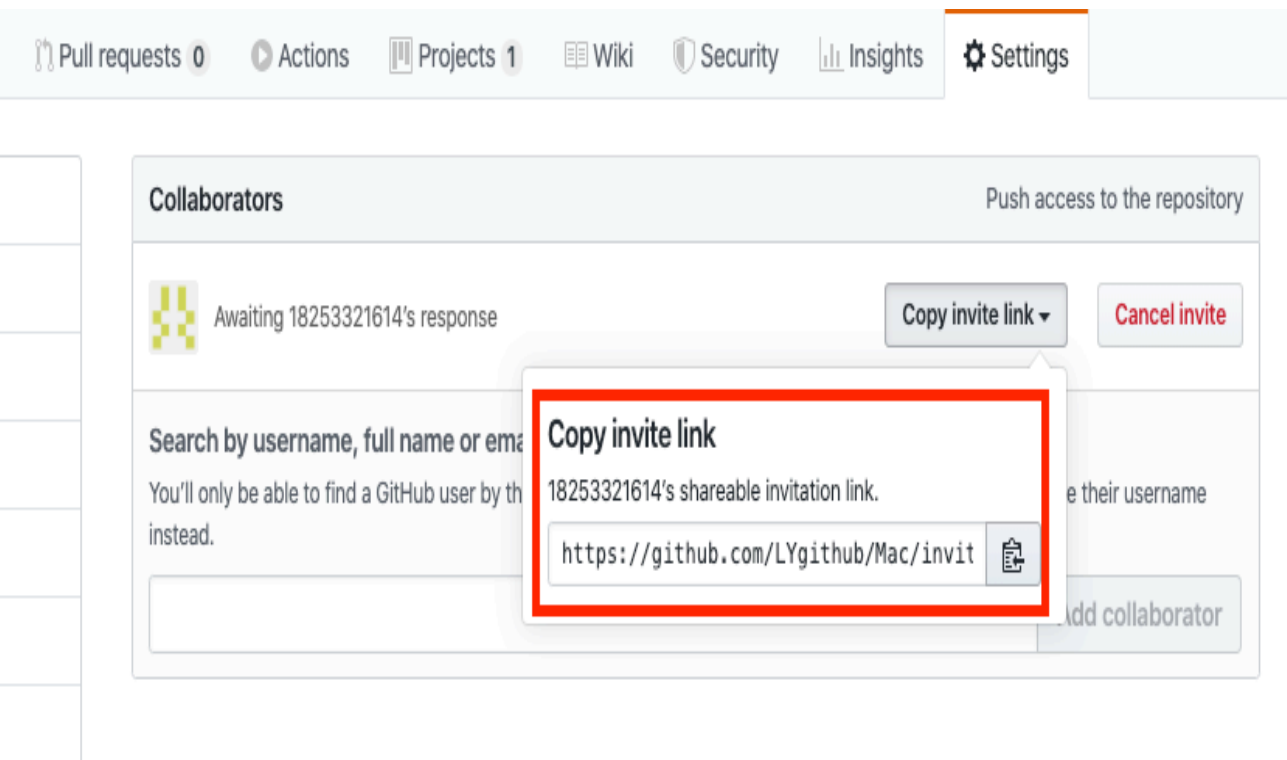 Pull requests 0 Actions Projects 1 Wiki Security Insights Settings
Collaborators Push access to the repository
Awaiting 18253321614's response Copy invite link Cancel invite
Search by username, full name or
You'll only be able to find a GitHub user by their username
instead.
Copy invite link
18253321614's shareable invitation link.
https://github.com/LYgithub/Mac/invit
Add collaborator